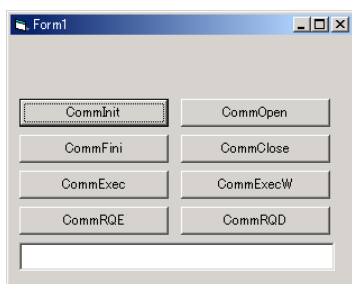 Form1
CommInit CommOpen
CommFini CommClose
CommExec CommExecW
CommRQE CommRQD